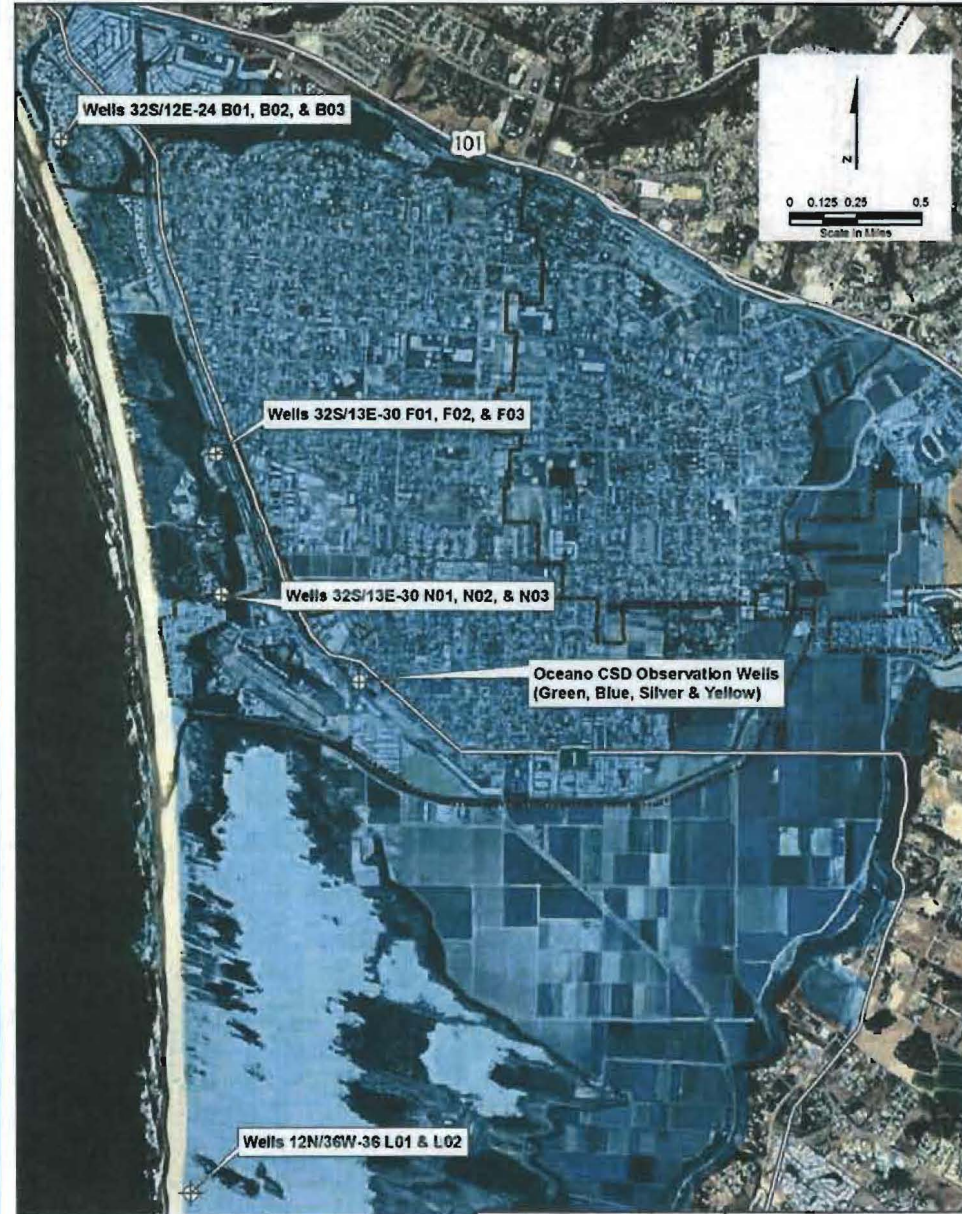 Wells 32S/12E-24 B01, B02, & B03
101
N
0 0.125 0.25 0.5
Scale in Miles
Wells 32S/13E-30 F01, F02, & F03
Wells 32S/13E-30 N01, N02, & N03
Oceano CSD Observation Wells
(Green, Blue, Silver & Yellow)
1
Wells 12N/36W-36 L01 & L02